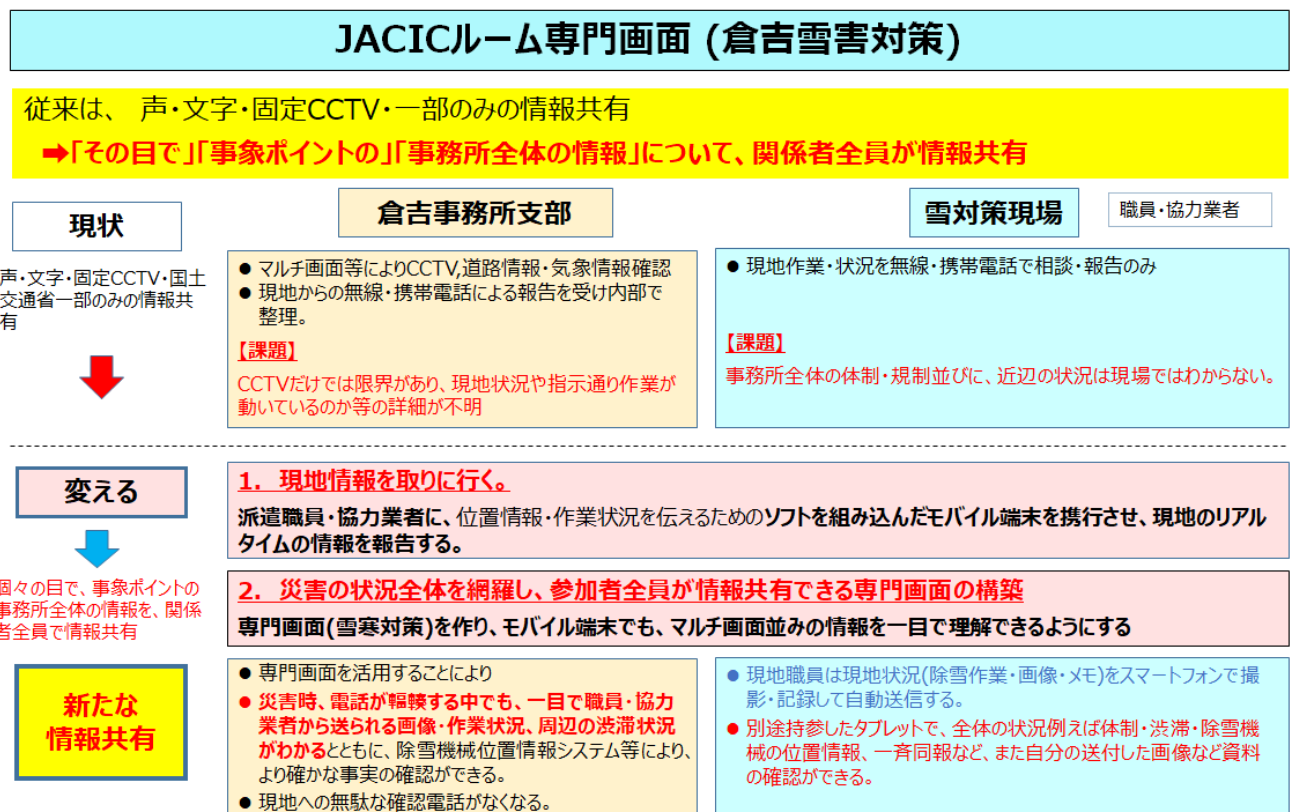 JACICルーム専門画面 (倉吉雪害対策)
従来は、 声・文字・固定CCTV・一部のみの情報共有
➡「その目で」「事象ポイントの」「事務所全体の情報」について、関係者全員が情報共有
現状
倉吉事務所支部
雪対策現場
職員・協力業者
声・文字・固定CCTV・国土
交通省一部のみの情報共
有
● マルチ画面等によりCCTV,道路情報・気象情報確認
● 現地からの無線・携帯電話による報告を受け内部で
整理。
【課題】
CCTVだけでは限界があり、現地状況や指示通り作業が
動いているのか等の詳細が不明
● 現地作業・状況を無線・携帯電話で相談・報告のみ
【課題】
事務所全体の体制・規制並びに、近辺の状況は現場ではわからない。
変える
個々の目で、事象ポイントの
事務所全体の情報を、関係
者全員で情報共有
1. 現地情報を取りに行く。
派遣職員・協力業者に、位置情報・作業状況を伝えるためのソフトを組み込んだモバイル端末を携行させ、現地のリアル
タイムの情報を報告する。
2. 災害の状況全体を網羅し、参加者全員が情報共有できる専門画面の構築
専門画面(雪寒対策)を作り、モバイル端末でも、マルチ画面並みの情報を一目で理解できるようにする
新たな
情報共有
● 専門画面を活用することにより
● 災害時、電話が輻輳する中でも、一目で職員・協力
業者から送られる画像・作業状況、周辺の渋滞状況
がわかるとともに、除雪機械位置情報システム等により、
より確かな事実の確認ができる。
● 現地への無駄な確認電話がなくなる。
● 現地職員は現地状況(除雪作業・画像・メモ)をスマートフォンで撮
影・記録して自動送信する。
● 別途持参したタブレットで、全体の状況例えば体制・渋滞・除雪機
械の位置情報、一斉同報など、また自分の送付した画像など資料
の確認ができる。